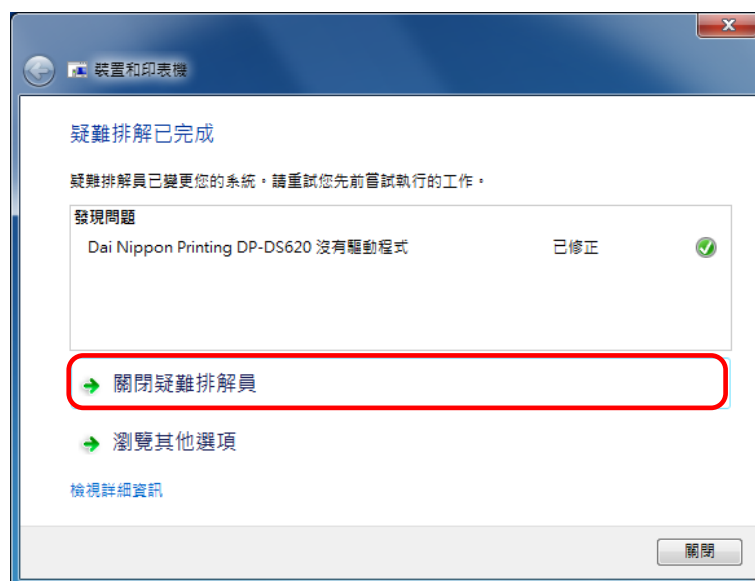 裝置和印表機
疑難排解已完成
疑難排解員已變更您的系統。請重試您先前嘗試執行的工作。
發現問題
Dai Nippon Printing DP-DS620 沒有驅動程式 已修正
關閉疑難排解員
瀏覽其他選項
檢視詳細資訊
關閉